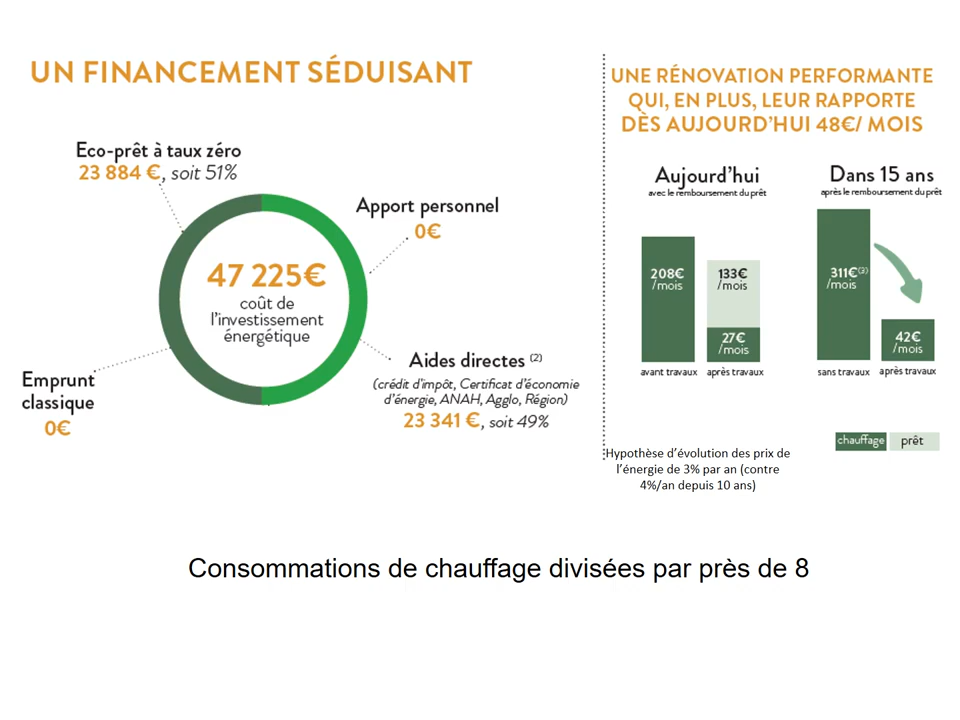 UN FINANCEMENT SÉDUISANT
Eco-prêt à taux zéro
23 884 €, soit 51%
Apport personnel
0€
47 225€
coût de
l'investissement
énergétique
Emprunt
classique
0€
Aides directes (2)
(crédit d'impôt, Certificat d'économie
d'énergie, ANAH, Agglo, Région)
23 341 €, soit 49%
UNE RÉNOVATION PERFORMANTE
QUI, EN PLUS, LEUR RAPPORTE
DÈS AUJOURD'HUI 48€/ MOIS
Aujourd'hui
avec le remboursement du prêt
208€
/mois
133€
/mois
27€
/mois
avant travaux
après travaux
Dans 15 ans
après le remboursement du prêt
311€(3)
/mois
42€
/mois
sans travaux
après travaux
chauffage
prêt
Hypothèse d'évolution des prix de
l'énergie de 3% par an (contre
4%/an depuis 10 ans)
Consommations de chauffage divisées par près de 8